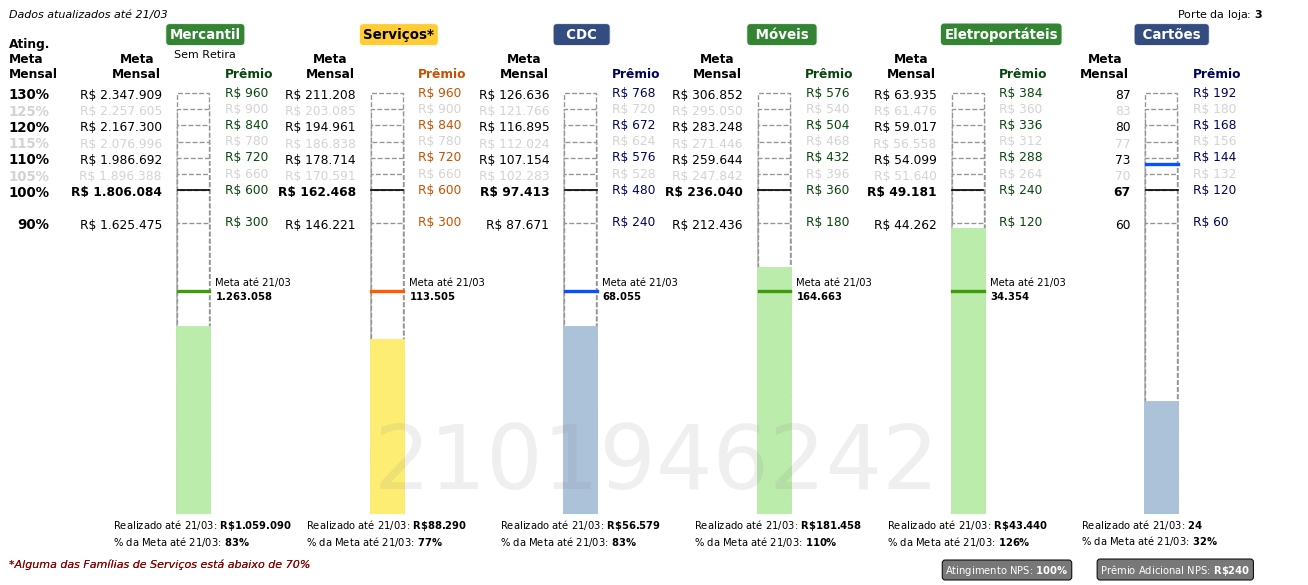 Dados atualizados até 21/03 Porte da loja: 3
Mercantil Serviços* CDC Móveis Eletroportáteis Cartões
Ating. Meta Mensal
Sem Retira
Meta Mensal Prêmio Meta Mensal Prêmio Meta Mensal Prêmio Meta Mensal Prêmio Meta Mensal Prêmio Meta Mensal Prêmio
130% R$ 2.347.909 R$ 960 R$ 211.208 R$ 960 R$ 126.636 R$ 768 R$ 306.852 R$ 576 R$ 63.935 R$ 384 87 R$ 192
125% R$ 2.257.605 R$ 900 R$ 203.085 R$ 900 R$ 121.766 R$ 720 R$ 295.050 R$ 540 R$ 61.476 R$ 360 83 R$ 180
120% R$ 2.167.300 R$ 840 R$ 194.961 R$ 840 R$ 116.895 R$ 672 R$ 283.248 R$ 504 R$ 59.017 R$ 336 80 R$ 168
115% R$ 2.076.996 R$ 780 R$ 186.838 R$ 780 R$ 112.024 R$ 624 R$ 271.446 R$ 468 R$ 56.558 R$ 312 77 R$ 156
110% R$ 1.986.692 R$ 720 R$ 178.714 R$ 720 R$ 107.154 R$ 576 R$ 259.644 R$ 432 R$ 54.099 R$ 288 73 R$ 144
105% R$ 1.896.388 R$ 660 R$ 170.591 R$ 660 R$ 102.283 R$ 528 R$ 247.842 R$ 396 R$ 51.640 R$ 264 70 R$ 132
100% R$ 1.806.084 R$ 600 R$ 162.468 R$ 600 R$ 97.413 R$ 480 R$ 236.040 R$ 360 R$ 49.181 R$ 240 67 R$ 120
90% R$ 1.625.475 R$ 300 R$ 146.221 R$ 300 R$ 87.671 R$ 240 R$ 212.436 R$ 180 R$ 44.262 R$ 120 60 R$ 60
Meta até 21/03 Meta até 21/03 Meta até 21/03 Meta até 21/03 Meta até 21/03
1.263.058 113.505 68.055 164.663 34.354
2101946242
Realizado até 21/03: R$1.059.090 Realizado até 21/03: R$88.290 Realizado até 21/03: R$56.579 Realizado até 21/03: R$181.458 Realizado até 21/03: R$43.440 Realizado até 21/03: 24
% da Meta até 21/03: 83% % da Meta até 21/03: 77% % da Meta até 21/03: 83% % da Meta até 21/03: 110% % da Meta até 21/03: 126% % da Meta até 21/03: 32%
*Alguma das Famílias de Serviços está abaixo de 70% Atingimento NPS: 100% Prêmio Adicional NPS: R$240